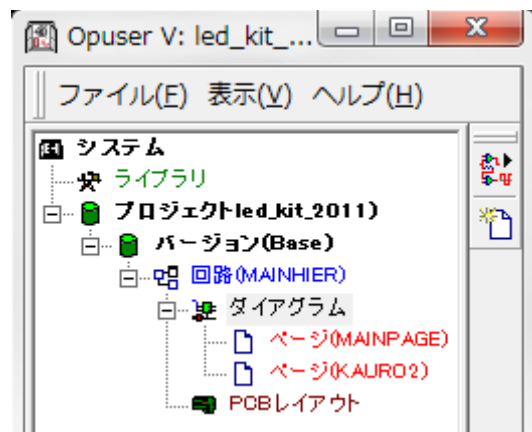 Opuser V: led_kit_...
ファイル(F) 表示(V) ヘルプ(H)
システム
ライブラリ
プロジェクトled_kit_2011)
バージョン(Base)
回路(MAINHIER)
ダイアグラム
ページ(MAINPAGE)
ページ(KAURO2)
PCBレイアウト